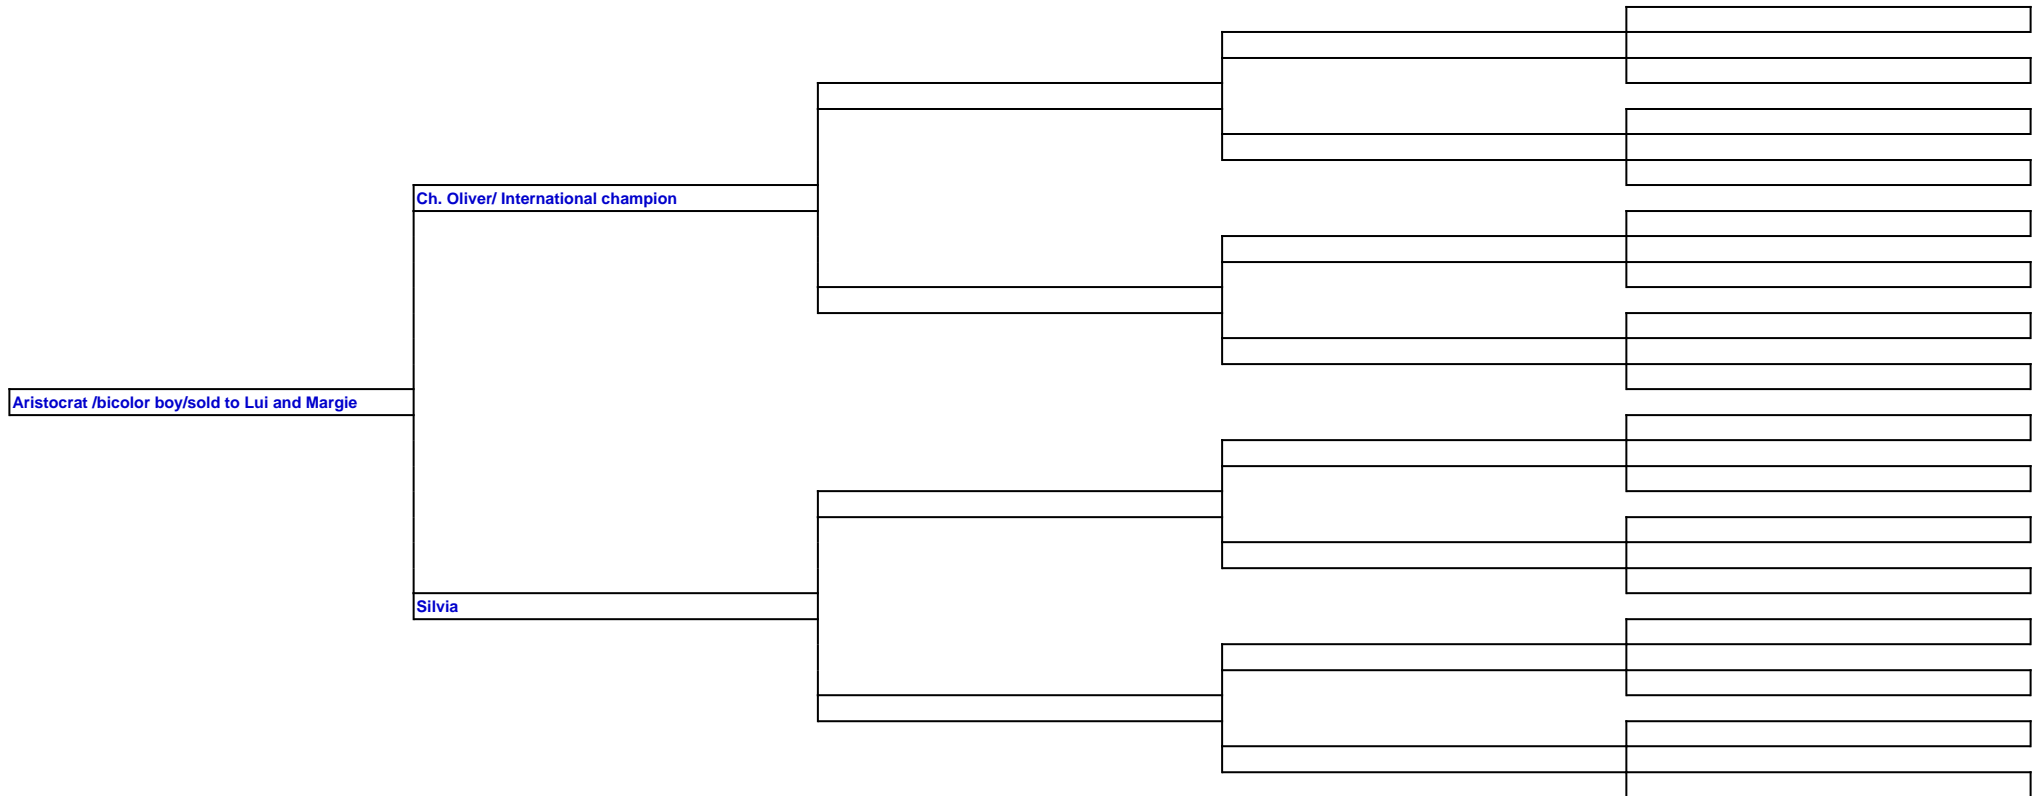 Ch. Oliver/ International champion
Aristocrat /bicolor boy/sold to Lui and Margie
Silvia